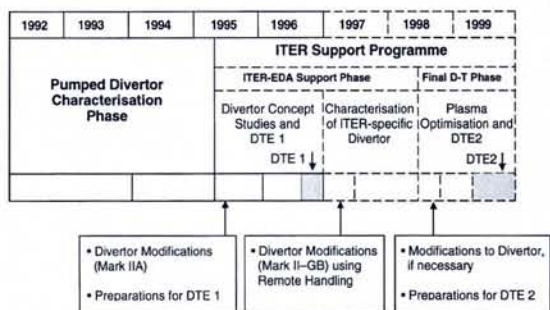 1992 1993 1994 1995 1996 1997 1998 1999
ITER Support Programme
Pumped Divertor
Characterisation
Phase
ITER-EDA Support Phase
Final D-T Phase
Divertor Concept
Studies and
DTE 1
DTE 1
Characterisation
of ITER-specific
Divertor
Plasma
Optimisation and
DTE2
DTE2
• Divertor Modifications
(Mark IIA)
• Preparations for DTE 1
• Divertor Modifications
(Mark II–GB) using
Remote Handling
• Modifications to Divertor,
if necessary
• Preparations for DTE 2